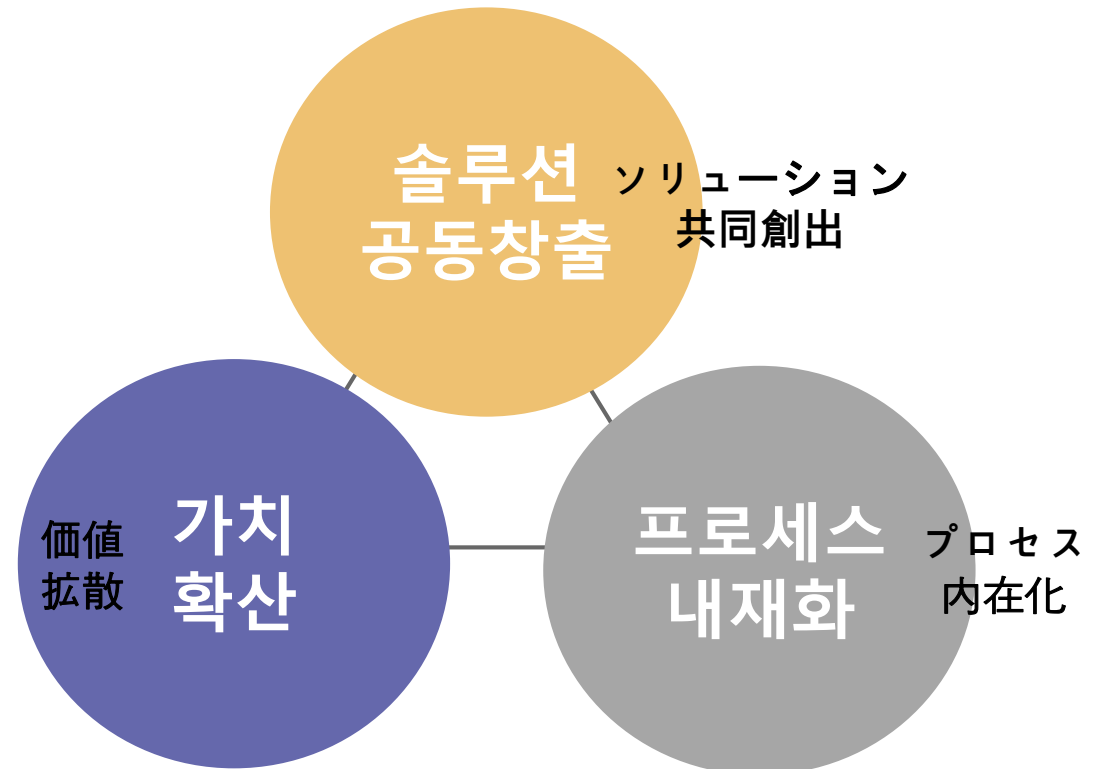 솔루션
공동창출
ソリューション
共同創出
価値
拡散
가치
확산
프로세스
내재화
プロセス
内在化